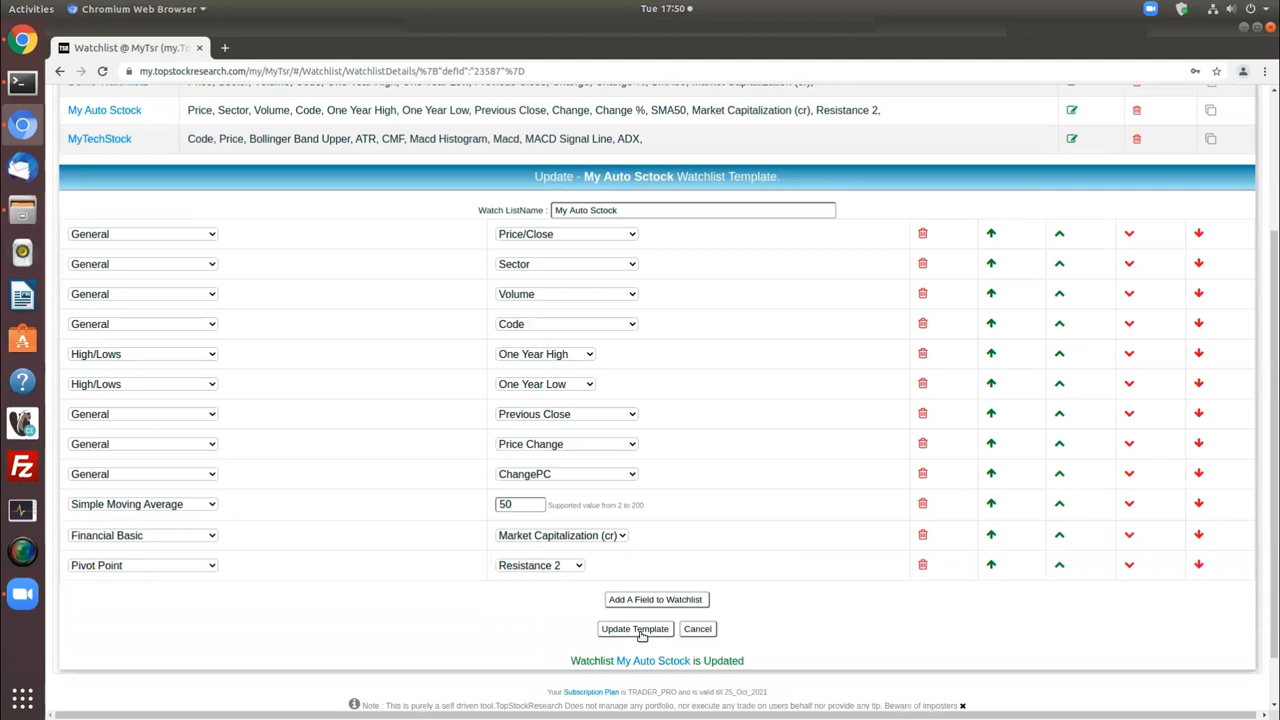 Activities Chromium Web Browser Tue 17:50
TSR Watchlist @ MyTsr (my.To
my.topstockresearch.com/my/MyTsr/#/Watchlist/WatchlistDetails/%7B"defId":"23587"%7D
My Auto Sctock Price, Sector, Volume, Code, One Year High, One Year Low, Previous Close, Change, Change %, SMA50, Market Capitalization (cr), Resistance 2,
MyTechStock Code, Price, Bollinger Band Upper, ATR, CMF, Macd Histogram, Macd, MACD Signal Line, ADX,
Update - My Auto Sctock Watchlist Template.
Watch ListName : My Auto Sctock
General Price/Close
General Sector
General Volume
General Code
High/Lows One Year High
High/Lows One Year Low
General Previous Close
General Price Change
General ChangePC
Simple Moving Average 50 Supported value from 2 to 200
Financial Basic Market Capitalization (cr)
Pivot Point Resistance 2
Add A Field to Watchlist
Update Template Cancel
Watchlist My Auto Sctock is Updated
Your Subscription Plan is TRADER_PRO and is valid till 25_Oct_2021
Note : This is purely a self driven tool.TopStockResearch Does not manage any portfolio, nor execute any trade on users behalf nor provide any tip. Beware of imposters